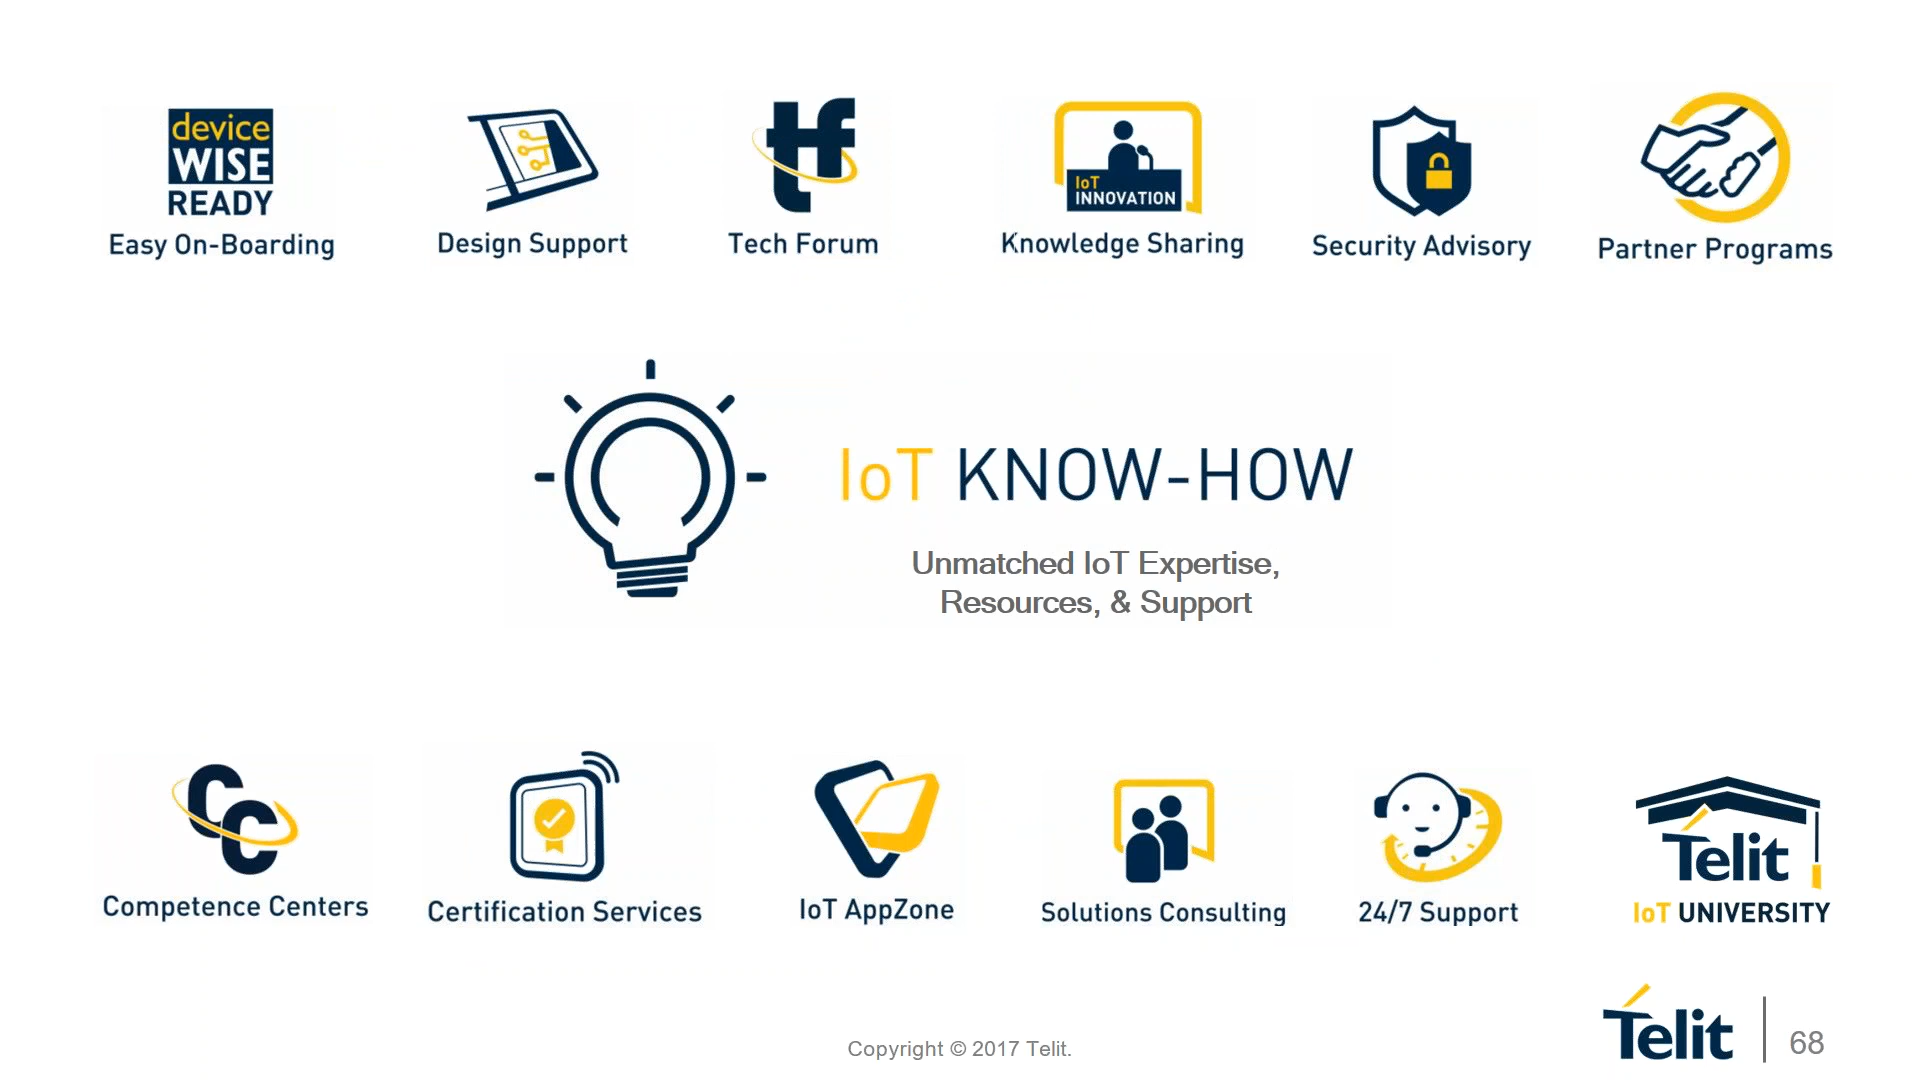 device
WISE
READY
Easy On-Boarding
Design Support
tf
Tech Forum
IoT
INNOVATION
Knowledge Sharing
Security Advisory
Partner Programs
IoT KNOW-HOW
Unmatched IoT Expertise,
Resources, & Support
CC
Competence Centers
Certification Services
IoT AppZone
Solutions Consulting
24/7 Support
Telit
IoT UNIVERSITY
Copyright © 2017 Telit.
Telit
68